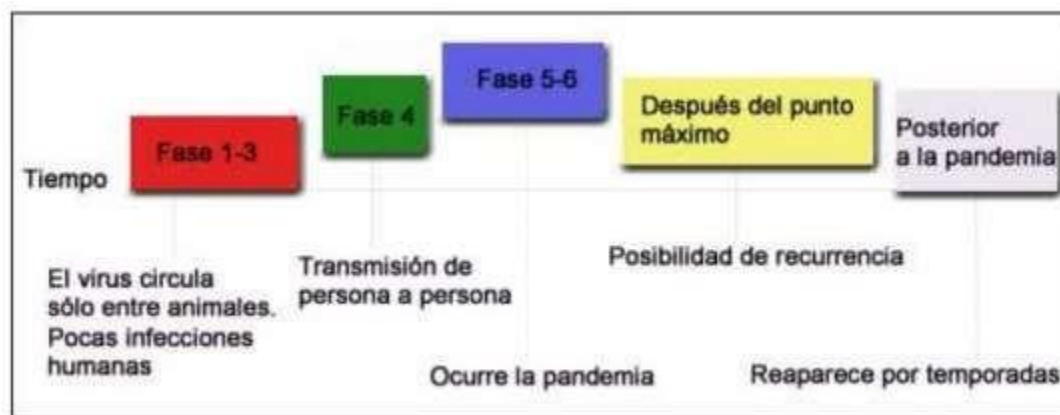 Fase 1-3
Fase 4
Fase 5-6
Después del punto
máximo
Posterior
a la pandemia
Tiempo
El virus circula
sólo entre animales.
Pocas infecciones
humanas
Transmisión de
persona a persona
Ocurre la pandemia
Posibilidad de recurrencia
Reaparece por temporadas